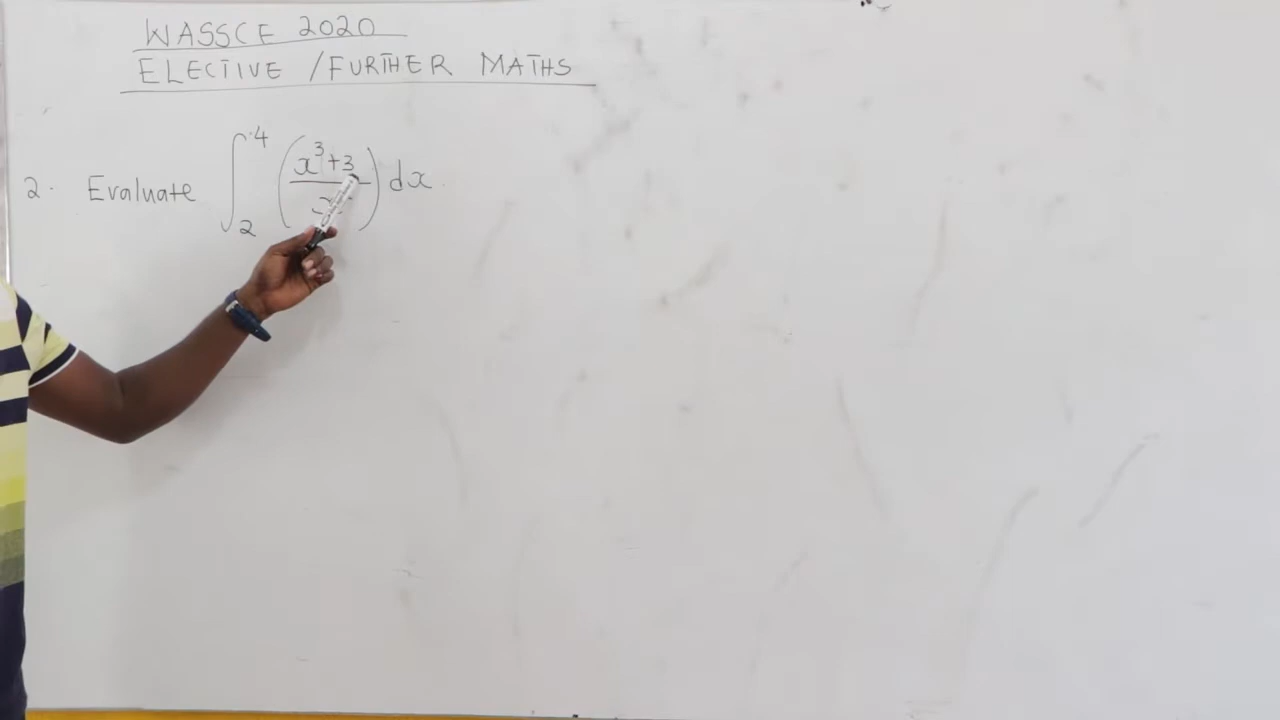 WASSCE 2020
ELECTIVE / FURTHER MATHS
2. Evaluate ∫₂⁴ (x³+3 / ) dx